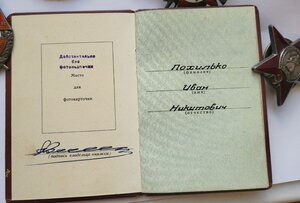 Действительно
без
фотокарточки
Место
для
фотокарточки
(подпись владельца книжки)
Похилько
(фамилия)
Иван
(имя)
Никитович
(отчество)